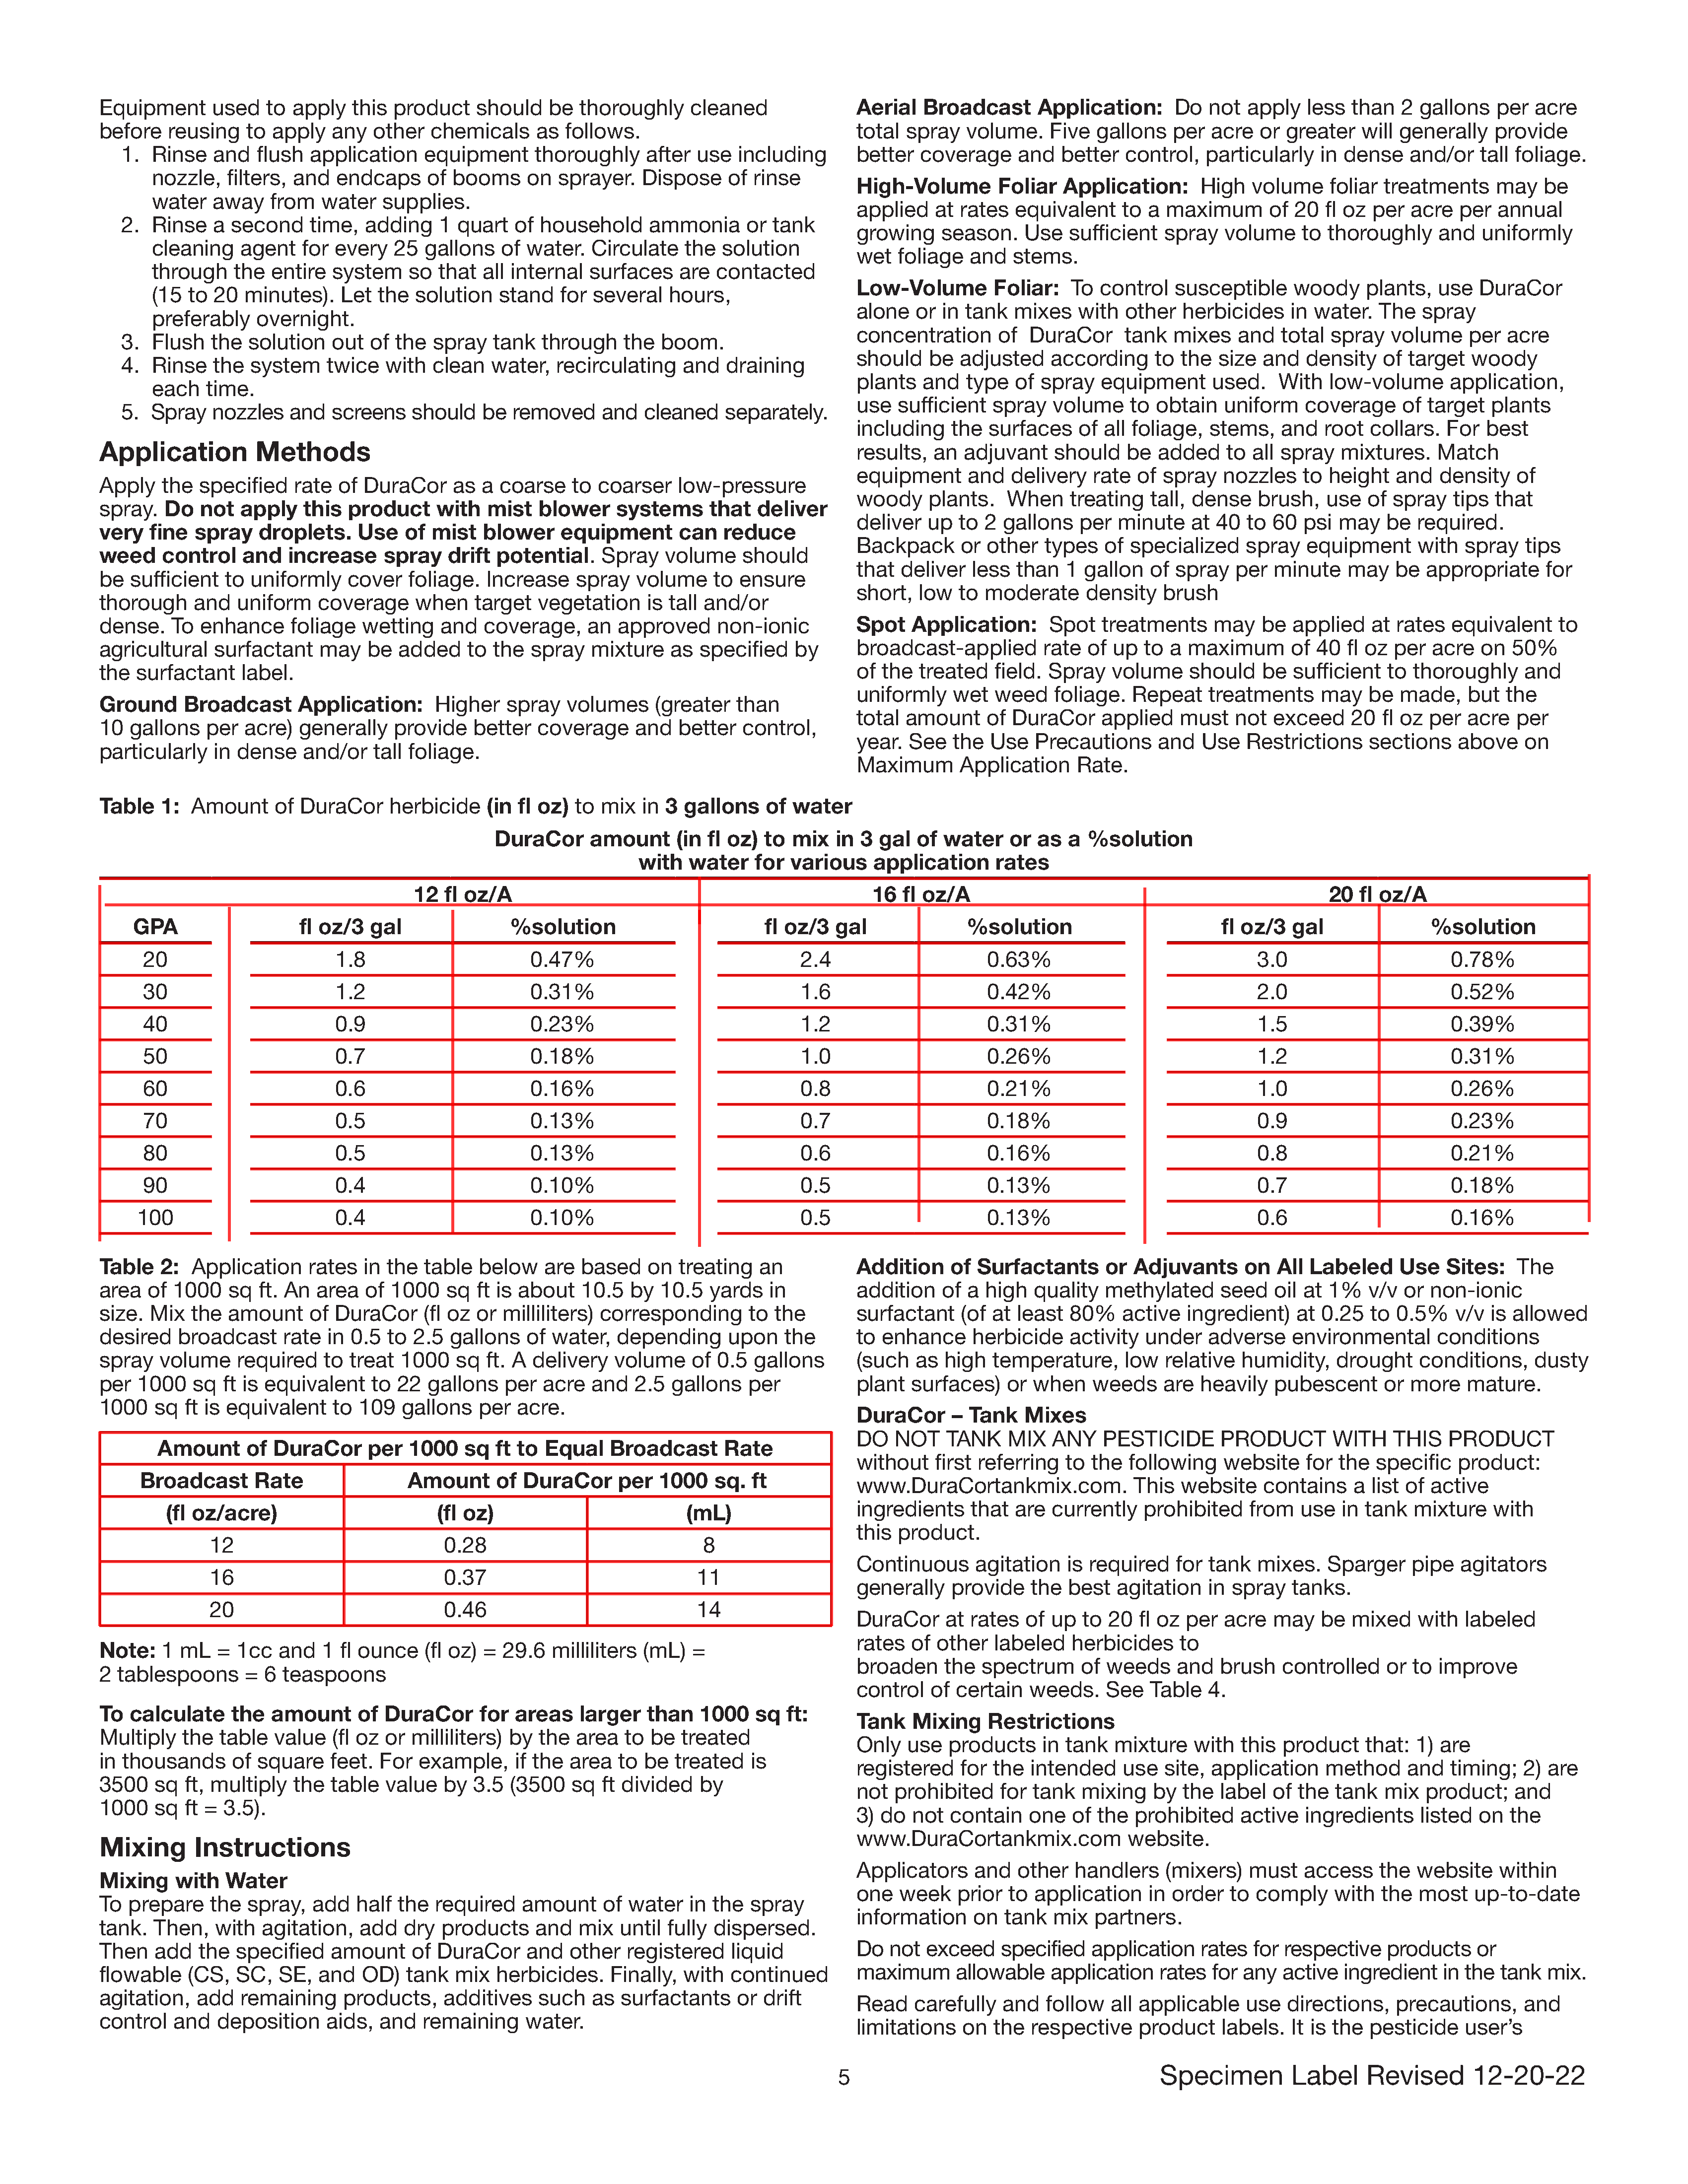 Equipment used to apply this product should be thoroughly cleaned
before reusing to apply any other chemicals as follows.
1. Rinse and flush application equipment thoroughly after use including
nozzle, filters, and endcaps of booms on sprayer. Dispose of rinse
water away from water supplies.
2. Rinse a second time, adding 1 quart of household ammonia or tank
cleaning agent for every 25 gallons of water. Circulate the solution
through the entire system so that all internal surfaces are contacted
(15 to 20 minutes). Let the solution stand for several hours,
preferably overnight.
3. Flush the solution out of the spray tank through the boom.
4. Rinse the system twice with clean water, recirculating and draining
each time.
5. Spray nozzles and screens should be removed and cleaned separately.
Application Methods
Apply the specified rate of DuraCor as a coarse to coarser low-pressure
spray. Do not apply this product with mist blower systems that deliver
very fine spray droplets. Use of mist blower equipment can reduce
weed control and increase spray drift potential. Spray volume should
be sufficient to uniformly cover foliage. Increase spray volume to ensure
thorough and uniform coverage when target vegetation is tall and/or
dense. To enhance foliage wetting and coverage, an approved non-ionic
agricultural surfactant may be added to the spray mixture as specified by
the surfactant label.
Ground Broadcast Application: Higher spray volumes (greater than
10 gallons per acre) generally provide better coverage and better control,
particularly in dense and/or tall foliage.
Aerial Broadcast Application: Do not apply less than 2 gallons per acre
total spray volume. Five gallons per acre or greater will generally provide
better coverage and better control, particularly in dense and/or tall foliage.
High-Volume Foliar Application: High volume foliar treatments may be
applied at rates equivalent to a maximum of 20 fl oz per acre per annual
growing season. Use sufficient spray volume to thoroughly and uniformly
wet foliage and stems.
Low-Volume Foliar: To control susceptible woody plants, use DuraCor
alone or in tank mixes with other herbicides in water. The spray
concentration of DuraCor tank mixes and total spray volume per acre
should be adjusted according to the size and density of target woody
plants and type of spray equipment used. With low-volume application,
use sufficient spray volume to obtain uniform coverage of target plants
including the surfaces of all foliage, stems, and root collars. For best
results, an adjuvant should be added to all spray mixtures. Match
equipment and delivery rate of spray nozzles to height and density of
woody plants. When treating tall, dense brush, use of spray tips that
deliver up to 2 gallons per minute at 40 to 60 psi may be required.
Backpack or other types of specialized spray equipment with spray tips
that deliver less than 1 gallon of spray per minute may be appropriate for
short, low to moderate density brush
Spot Application: Spot treatments may be applied at rates equivalent to
broadcast-applied rate of up to a maximum of 40 fl oz per acre on 50%
of the treated field. Spray volume should be sufficient to thoroughly and
uniformly wet weed foliage. Repeat treatments may be made, but the
total amount of DuraCor applied must not exceed 20 fl oz per acre per
year. See the Use Precautions and Use Restrictions sections above on
Maximum Application Rate.
Table 1: Amount of DuraCor herbicide (in fl oz) to mix in 3 gallons of water
DuraCor amount (in fl oz) to mix in 3 gal of water or as a %solution
with water for various application rates
12 fl oz/A 16 fl oz/A 20 fl oz/A
GPA fl oz/3 gal %solution fl oz/3 gal %solution fl oz/3 gal %solution
20 1.8 0.47% 2.4 0.63% 3.0 0.78%
30 1.2 0.31% 1.6 0.42% 2.0 0.52%
40 0.9 0.23% 1.2 0.31% 1.5 0.39%
50 0.7 0.18% 1.0 0.26% 1.2 0.31%
60 0.6 0.16% 0.8 0.21% 1.0 0.26%
70 0.5 0.13% 0.7 0.18% 0.9 0.23%
80 0.5 0.13% 0.6 0.16% 0.8 0.21%
90 0.4 0.10% 0.5 0.13% 0.7 0.18%
100 0.4 0.10% 0.5 0.13% 0.6 0.16%
Table 2: Application rates in the table below are based on treating an
area of 1000 sq ft. An area of 1000 sq ft is about 10.5 by 10.5 yards in
size. Mix the amount of DuraCor (fl oz or milliliters) corresponding to the
desired broadcast rate in 0.5 to 2.5 gallons of water, depending upon the
spray volume required to treat 1000 sq ft. A delivery volume of 0.5 gallons
per 1000 sq ft is equivalent to 22 gallons per acre and 2.5 gallons per
1000 sq ft is equivalent to 109 gallons per acre.
Amount of DuraCor per 1000 sq ft to Equal Broadcast Rate
Broadcast Rate Amount of DuraCor per 1000 sq. ft
(fl oz/acre) (fl oz) (mL)
12 0.28 8
16 0.37 11
20 0.46 14
Note: 1 mL = 1cc and 1 fl ounce (fl oz) = 29.6 milliliters (mL) =
2 tablespoons = 6 teaspoons
To calculate the amount of DuraCor for areas larger than 1000 sq ft:
Multiply the table value (fl oz or milliliters) by the area to be treated
in thousands of square feet. For example, if the area to be treated is
3500 sq ft, multiply the table value by 3.5 (3500 sq ft divided by
1000 sq ft = 3.5).
Mixing Instructions
Mixing with Water
To prepare the spray, add half the required amount of water in the spray
tank. Then, with agitation, add dry products and mix until fully dispersed.
Then add the specified amount of DuraCor and other registered liquid
flowable (CS, SC, SE, and OD) tank mix herbicides. Finally, with continued
agitation, add remaining products, additives such as surfactants or drift
control and deposition aids, and remaining water.
Addition of Surfactants or Adjuvants on All Labeled Use Sites: The
addition of a high quality methylated seed oil at 1% v/v or non-ionic
surfactant (of at least 80% active ingredient) at 0.25 to 0.5% v/v is allowed
to enhance herbicide activity under adverse environmental conditions
(such as high temperature, low relative humidity, drought conditions, dusty
plant surfaces) or when weeds are heavily pubescent or more mature.
DuraCor – Tank Mixes
DO NOT TANK MIX ANY PESTICIDE PRODUCT WITH THIS PRODUCT
without first referring to the following website for the specific product:
www.DuraCortankmix.com. This website contains a list of active
ingredients that are currently prohibited from use in tank mixture with
this product.
Continuous agitation is required for tank mixes. Sparger pipe agitators
generally provide the best agitation in spray tanks.
DuraCor at rates of up to 20 fl oz per acre may be mixed with labeled
rates of other labeled herbicides to
broaden the spectrum of weeds and brush controlled or to improve
control of certain weeds. See Table 4.
Tank Mixing Restrictions
Only use products in tank mixture with this product that: 1) are
registered for the intended use site, application method and timing; 2) are
not prohibited for tank mixing by the label of the tank mix product; and
3) do not contain one of the prohibited active ingredients listed on the
www.DuraCortankmix.com website.
Applicators and other handlers (mixers) must access the website within
one week prior to application in order to comply with the most up-to-date
information on tank mix partners.
Do not exceed specified application rates for respective products or
maximum allowable application rates for any active ingredient in the tank mix.
Read carefully and follow all applicable use directions, precautions, and
limitations on the respective product labels. It is the pesticide user's
5 Specimen Label Revised 12-20-22